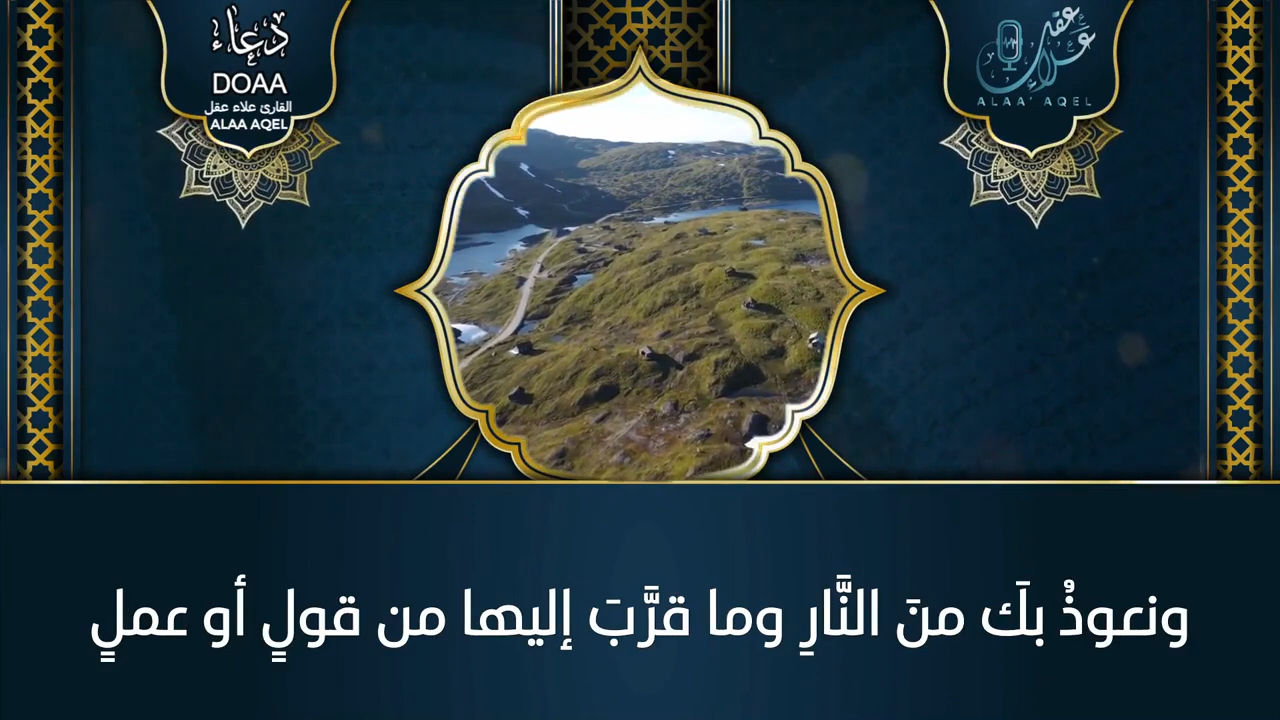 دعاء
DOAA
القارئ علاء عقل
ALAA AQEL
علاء عقل
ALAA' AQEL
ونعوذُ بكَ منَ النَّارِ وما قرَّبَ إليها من قولٍ أو عملٍ